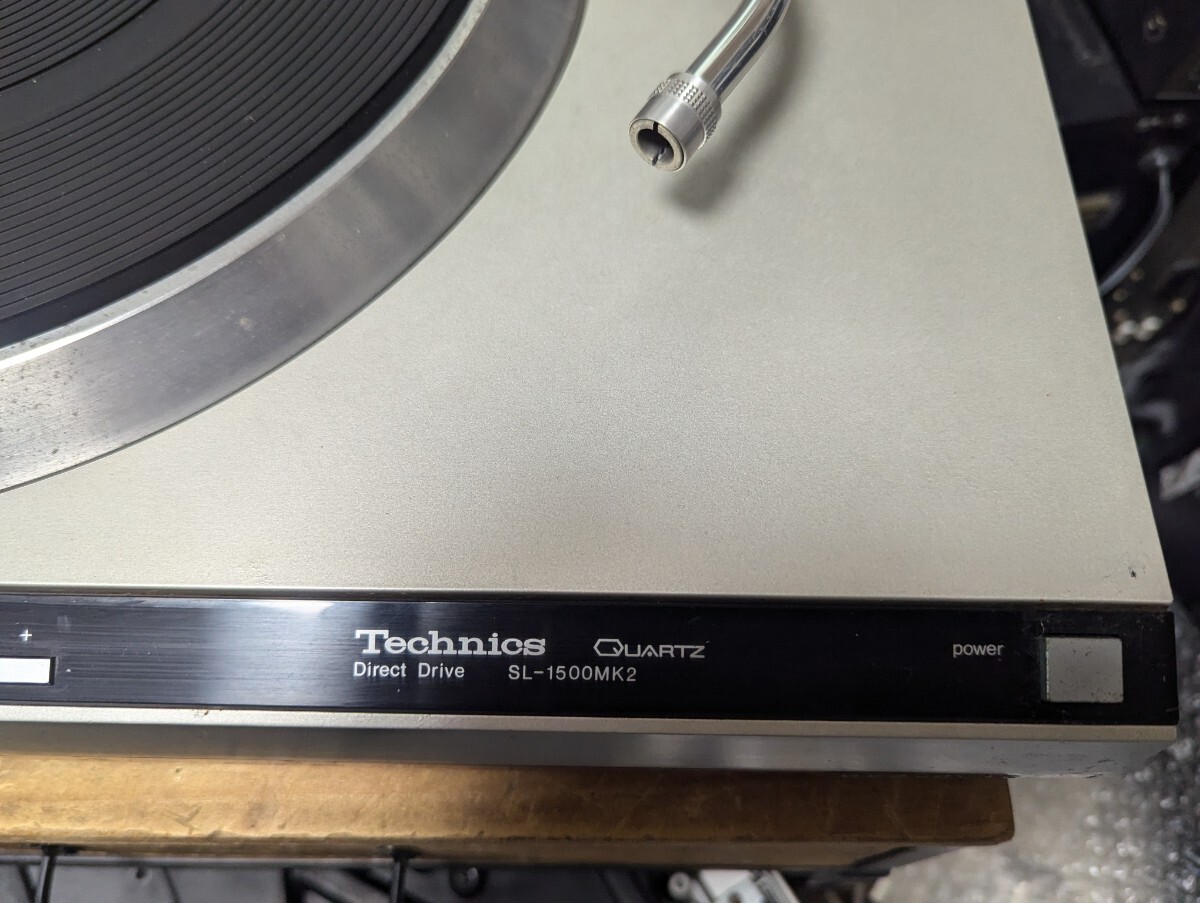 +
Technics QUARTZ power
Direct Drive SL-1500MK2